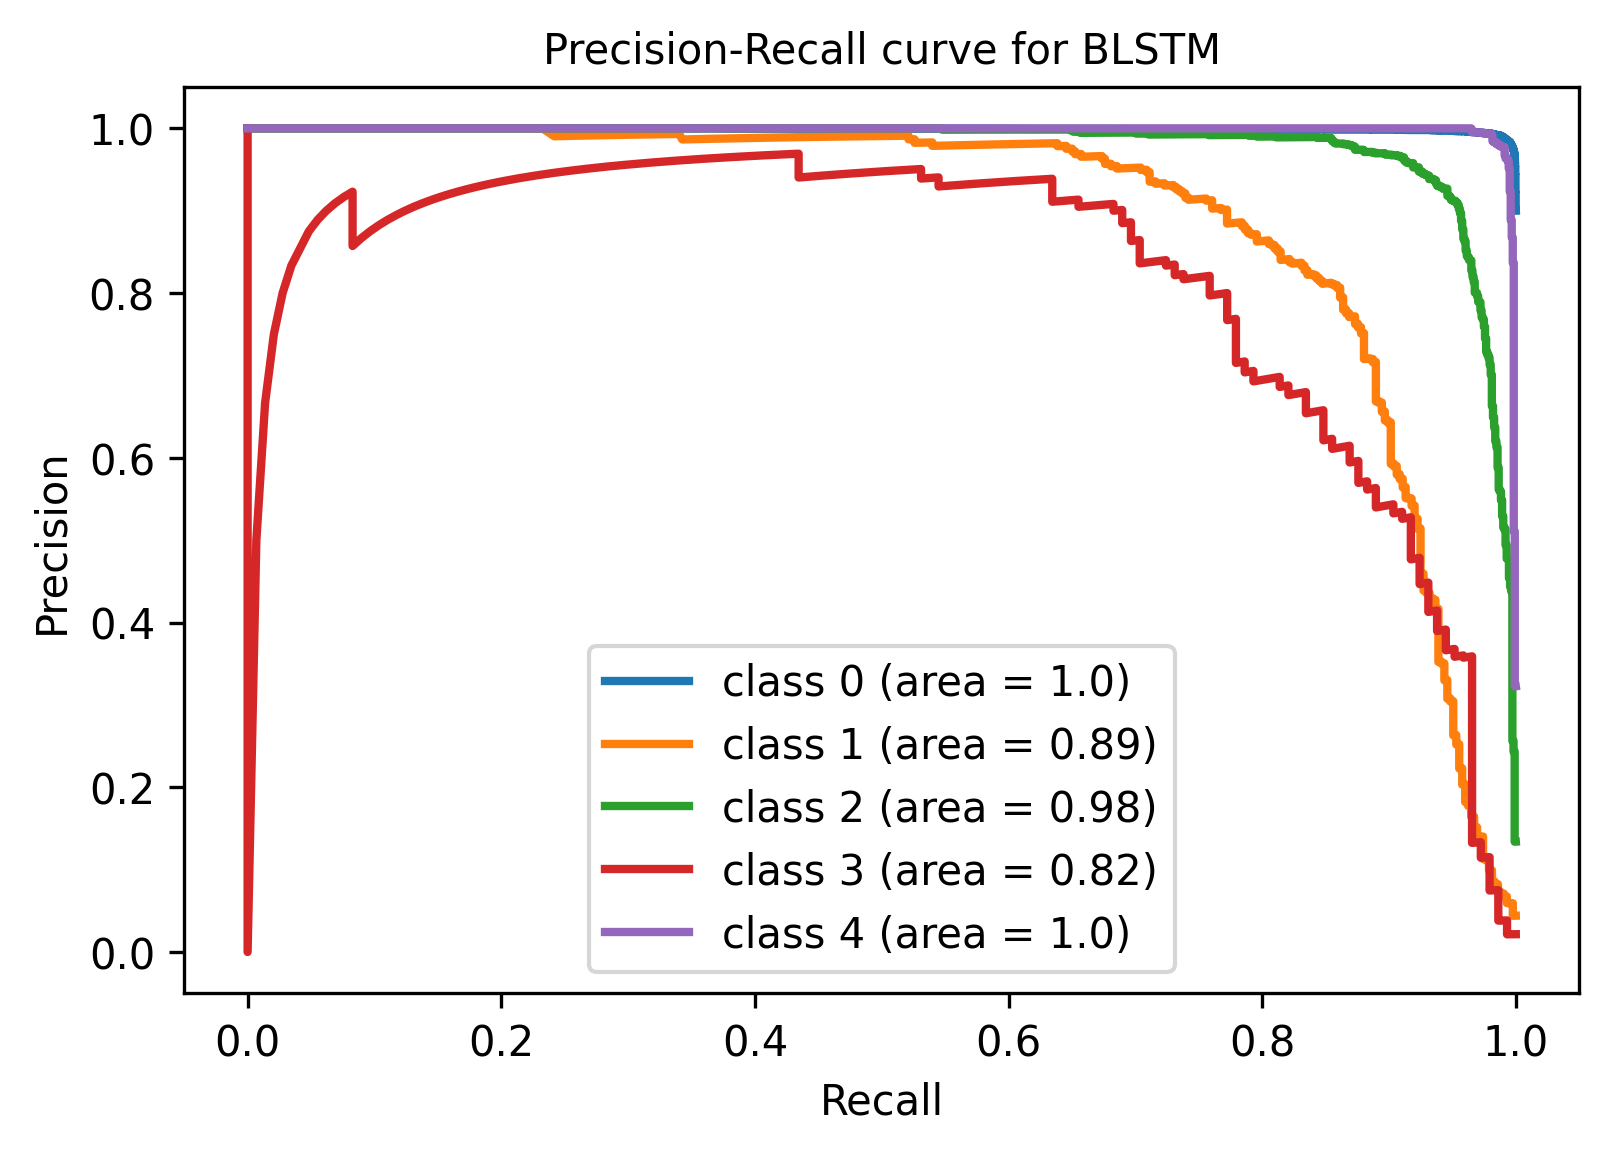 Precision-Recall curve for BLSTM
1.0
0.8
0.6
0.4
0.2
0.0
Precision
class 0 (area = 1.0)
class 1 (area = 0.89)
class 2 (area = 0.98)
class 3 (area = 0.82)
class 4 (area = 1.0)
0.0 0.2 0.4 0.6 0.8 1.0
Recall